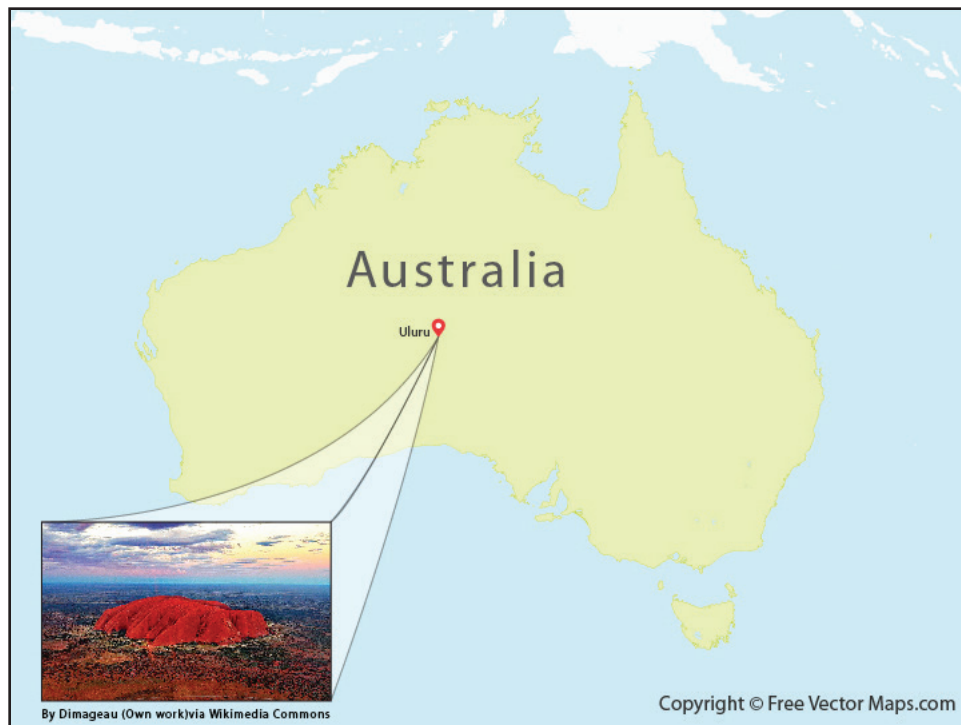 Australia
Uluru
By Dimageau (Own work)via Wikimedia Commons
Copyright © Free Vector Maps.com